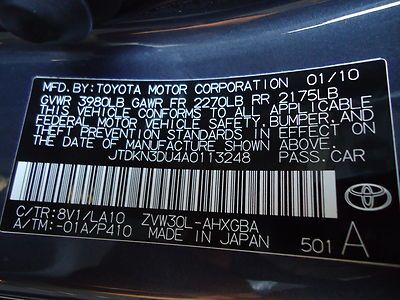 MFD. BY: TOYOTA MOTOR CORPORATION 01/10
GVWR 3980LB GAWR FR 2270LB RR 2175LB
THIS VEHICLE CONFORMS TO ALL APPLICABLE
FEDERAL MOTOR VEHICLE SAFETY,
BUMPER, AND THEFT PREVENTION STANDARDS IN EFFECT
ON THE DATE OF MANUFACTURE SHOWN ABOVE.
JTDKN3DU4A0113248 PASS.CAR
TOYOTA
C/TR: 8V1/LA10 ZVW30L-AHXGBA
A/TM: -01A/P410 MADE IN JAPAN
501 A